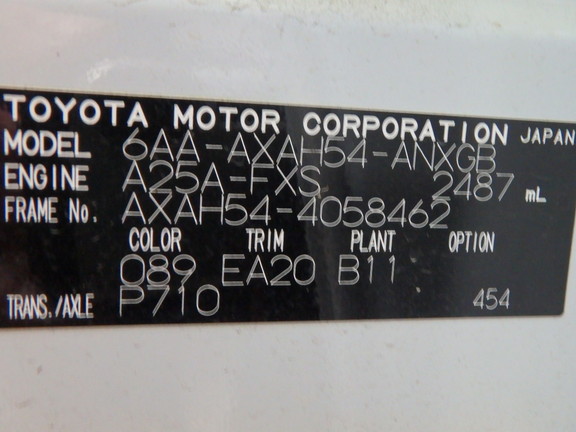 TOYOTA MOTOR CORPORATION JAPAN
MODEL 6AA-AXAH54-ANXGB
ENGINE A25A-FXS 2487 mL
FRAME No. AXAH54-4058462
COLOR TRIM PLANT OPTION
089 EA20 B11
TRANS./AXLE P710 454